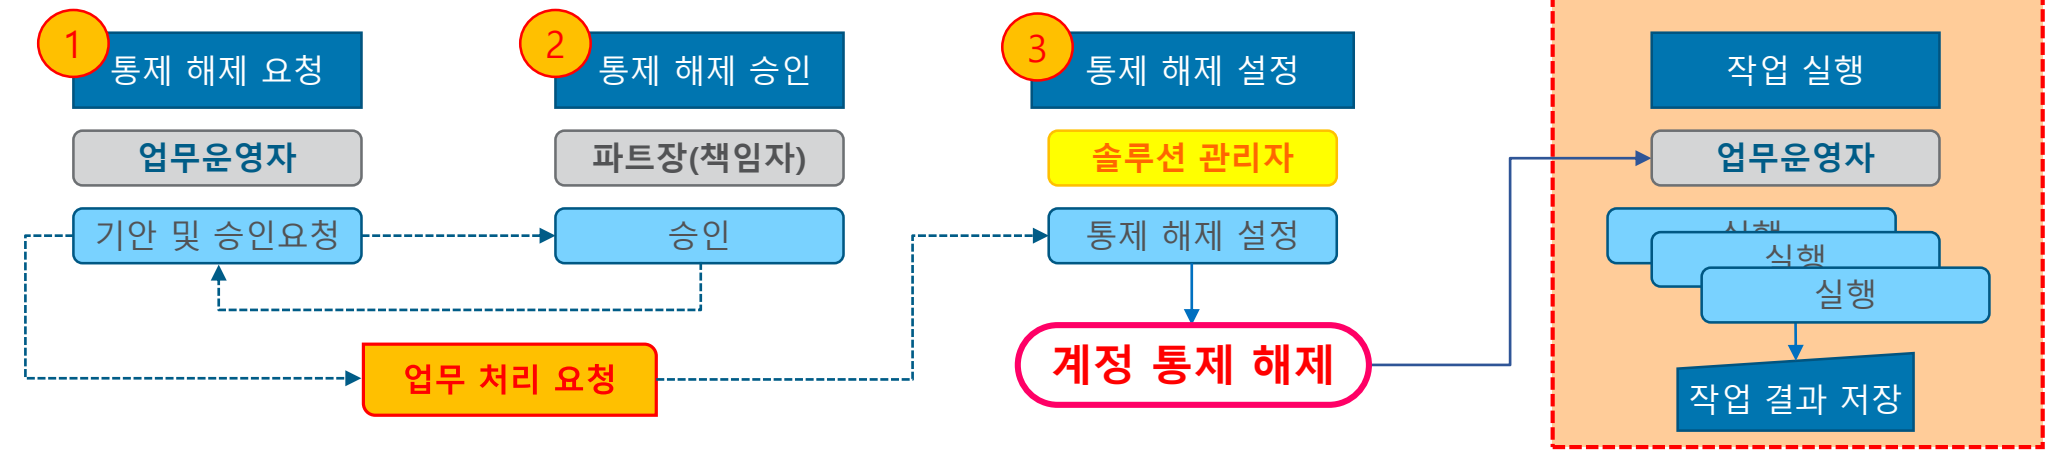 1
통제 해제 요청
업무운영자
기안 및 승인요청
2
통제 해제 승인
파트장(책임자)
승인
업무 처리 요청
3
통제 해제 설정
솔루션 관리자
통제 해제 설정
계정 통제 해제
작업 실행
업무운영자
실행
실행
실행
작업 결과 저장